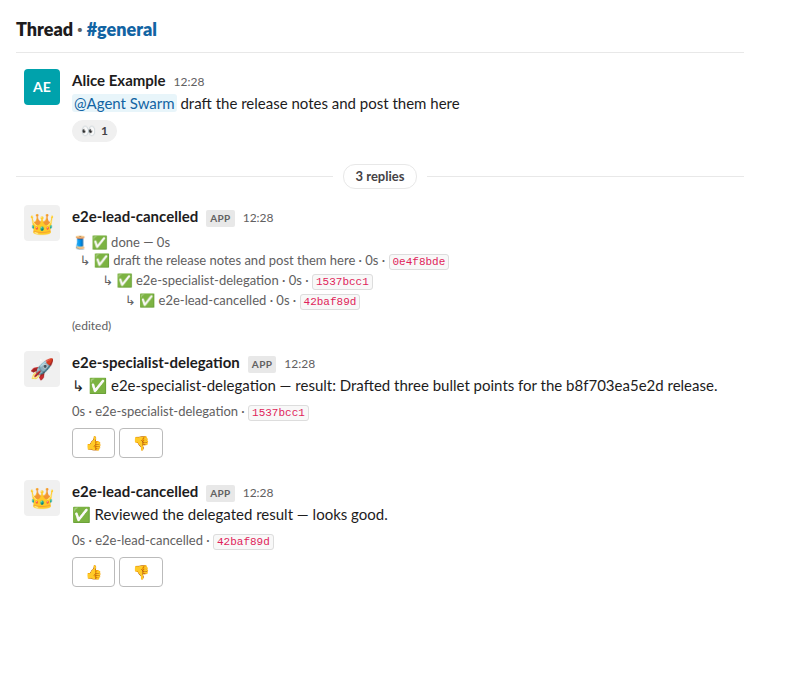 Thread • #general
AE
Alice Example 12:28
@Agent Swarm draft the release notes and post them here
👀 1
3 replies
e2e-lead-cancelled APP 12:28
🧵 ✅ done — 0s
↳ ✅ draft the release notes and post them here · 0s · 0e4f8bde
↳ ✅ e2e-specialist-delegation · 0s · 1537bcc1
↳ ✅ e2e-lead-cancelled · 0s · 42baf89d
(edited)
e2e-specialist-delegation APP 12:28
↳ ✅ e2e-specialist-delegation — result: Drafted three bullet points for the b8f703ea5e2d release.
0s · e2e-specialist-delegation · 1537bcc1
👍 👎
e2e-lead-cancelled APP 12:28
✅ Reviewed the delegated result — looks good.
0s · e2e-lead-cancelled · 42baf89d
👍 👎